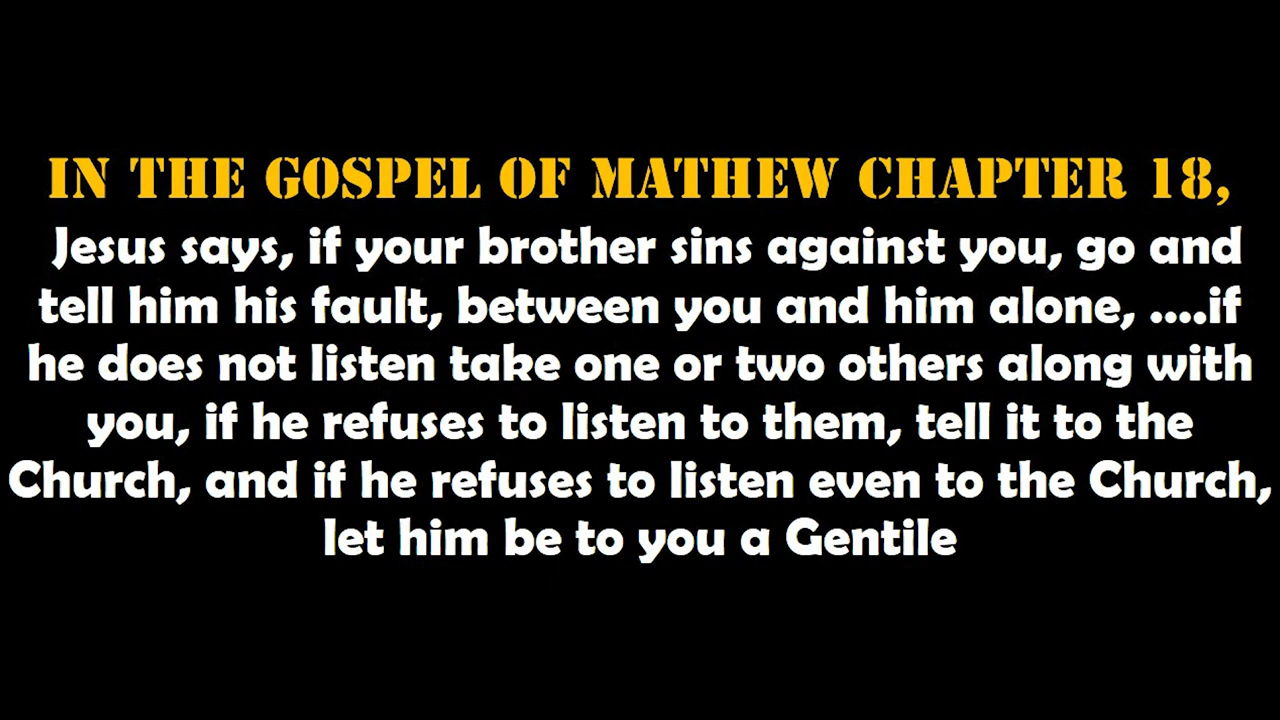 IN THE GOSPEL OF MATHEW CHAPTER 18,
Jesus says, if your brother sins against you, go and
tell him his fault, between you and him alone, ....if
he does not listen take one or two others along with
you, if he refuses to listen to them, tell it to the
Church, and if he refuses to listen even to the Church,
let him be to you a Gentile